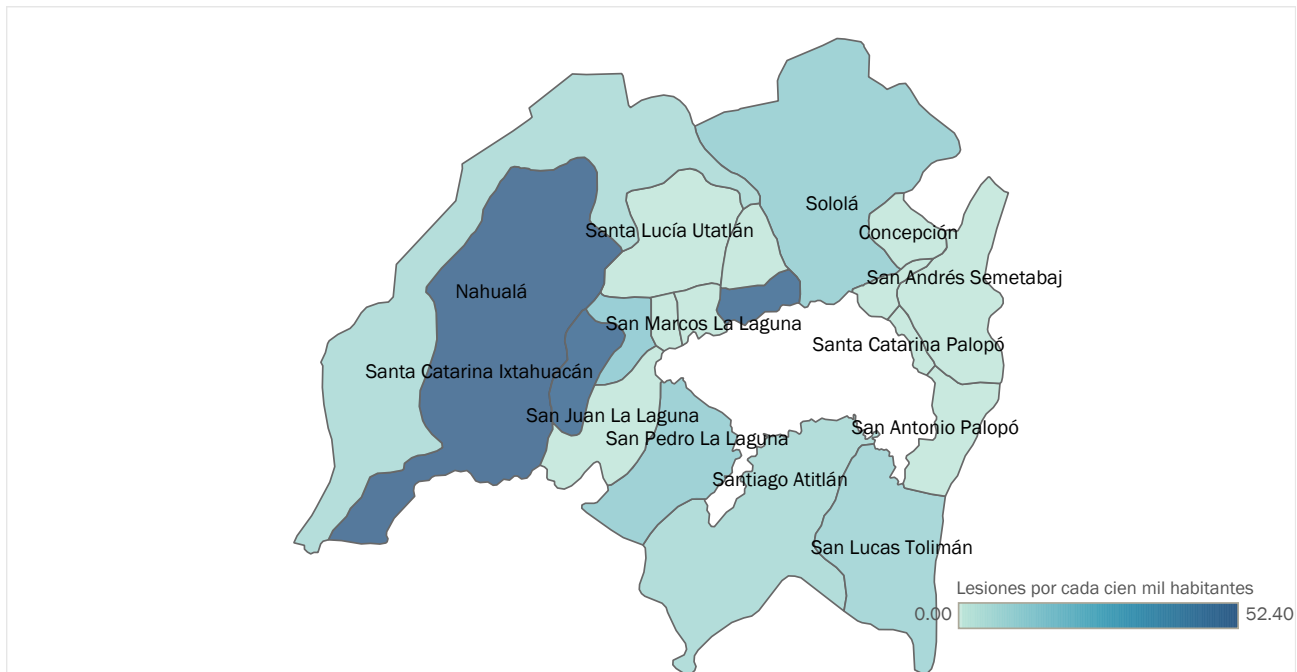 Sololá
Santa Lucía Utatlán
Concepción
San Andrés Semetabaj
Nahualá
San Marcos La Laguna
Santa Catarina Palopó
Santa Catarina Ixtahuacán
San Juan La Laguna
San Antonio Palopó
San Pedro La Laguna
Santiago Atitlán
San Lucas Tolimán
Lesiones por cada cien mil habitantes
0.00 52.40